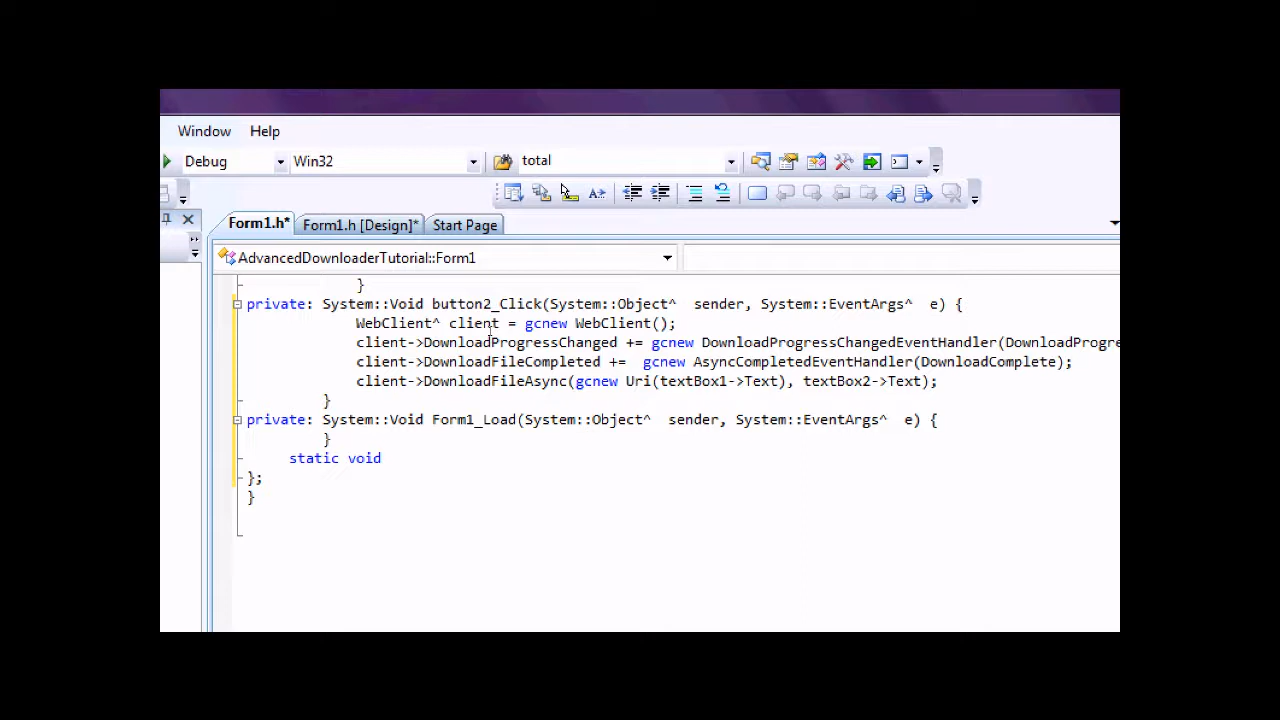 Window Help
Debug Win32 total
Form1.h* Form1.h [Design]* Start Page
AdvancedDownloaderTutorial::Form1
}
private: System::Void button2_Click(System::Object^ sender, System::EventArgs^ e) {
WebClient^ client = gcnew WebClient();
client->DownloadProgressChanged += gcnew DownloadProgressChangedEventHandler(DownloadProgre
client->DownloadFileCompleted += gcnew AsyncCompletedEventHandler(DownloadComplete);
client->DownloadFileAsync(gcnew Uri(textBox1->Text), textBox2->Text);
}
private: System::Void Form1_Load(System::Object^ sender, System::EventArgs^ e) {
}
static void
};
}